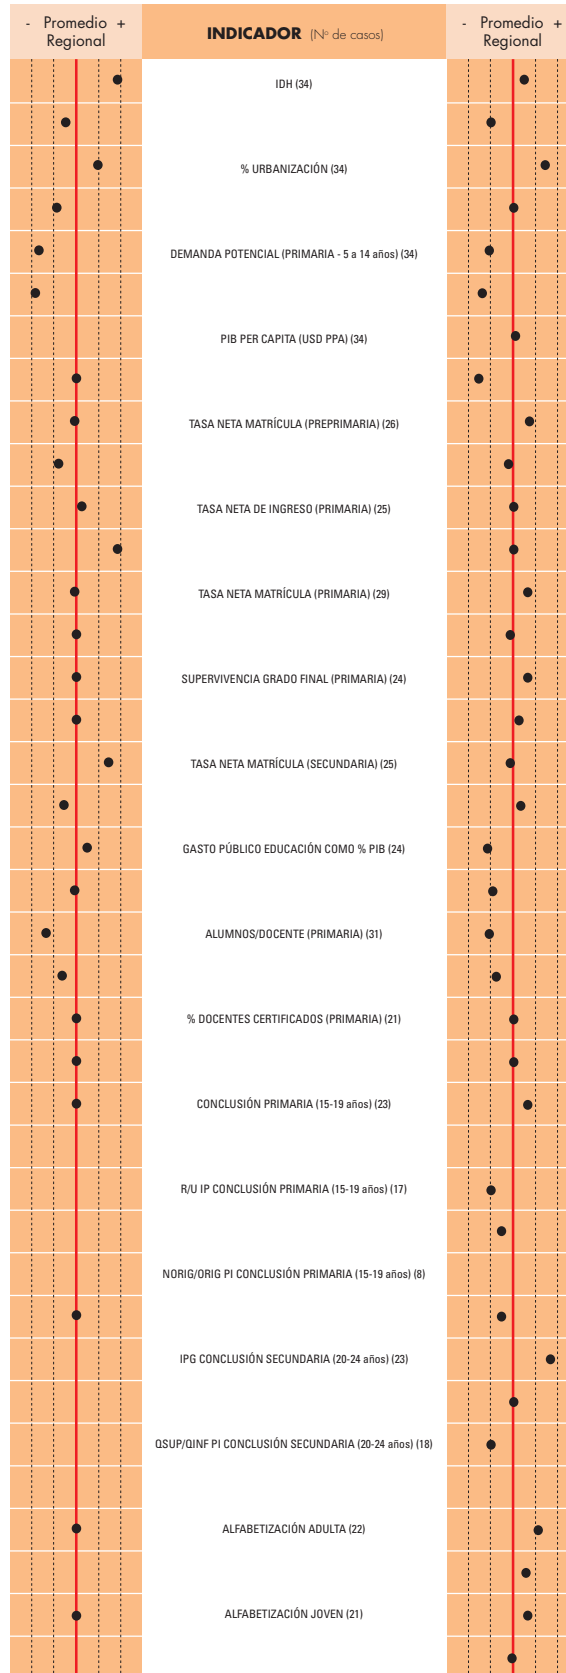 - Promedio +
Regional
INDICADOR (Nº de casos)
- Promedio +
Regional
IDH (34)
% URBANIZACIÓN (34)
DEMANDA POTENCIAL (PRIMARIA - 5 a 14 años) (34)
PIB PER CAPITA (USD PPA) (34)
TASA NETA MATRÍCULA (PREPRIMARIA) (26)
TASA NETA DE INGRESO (PRIMARIA) (25)
TASA NETA MATRÍCULA (PRIMARIA) (29)
SUPERVIVENCIA GRADO FINAL (PRIMARIA) (24)
TASA NETA MATRÍCULA (SECUNDARIA) (25)
GASTO PÚBLICO EDUCACIÓN COMO % PIB (24)
ALUMNOS/DOCENTE (PRIMARIA) (31)
% DOCENTES CERTIFICADOS (PRIMARIA) (21)
CONCLUSIÓN PRIMARIA (15-19 años) (23)
R/U IP CONCLUSIÓN PRIMARIA (15-19 años) (17)
NORIG/ORIG PI CONCLUSIÓN PRIMARIA (15-19 años) (8)
IPG CONCLUSIÓN SECUNDARIA (20-24 años) (23)
QSUP/QINF PI CONCLUSIÓN SECUNDARIA (20-24 años) (18)
ALFABETIZACIÓN ADULTA (22)
ALFABETIZACIÓN JOVEN (21)